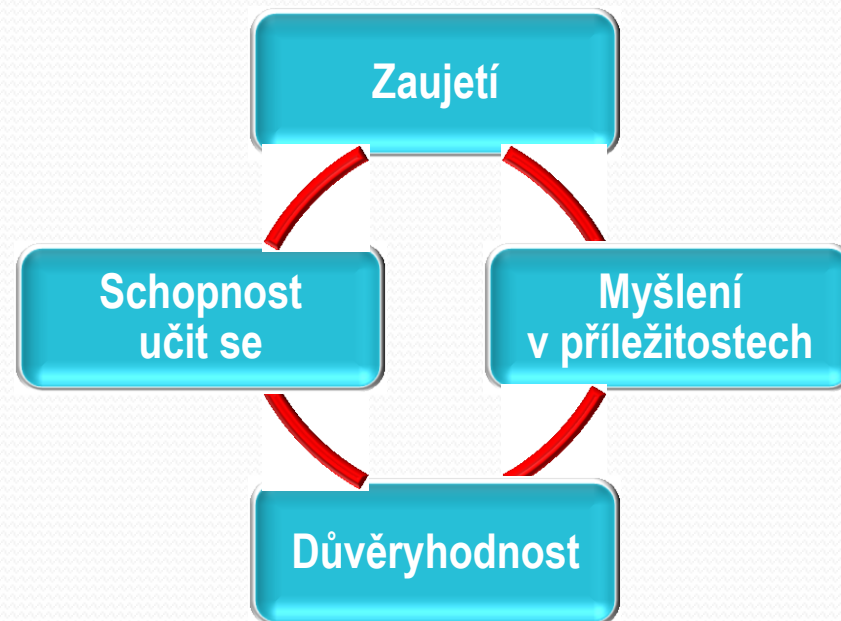 Zaujetí
Schopnost
učit se
Myšlení
v příležitostech
Důvěryhodnost